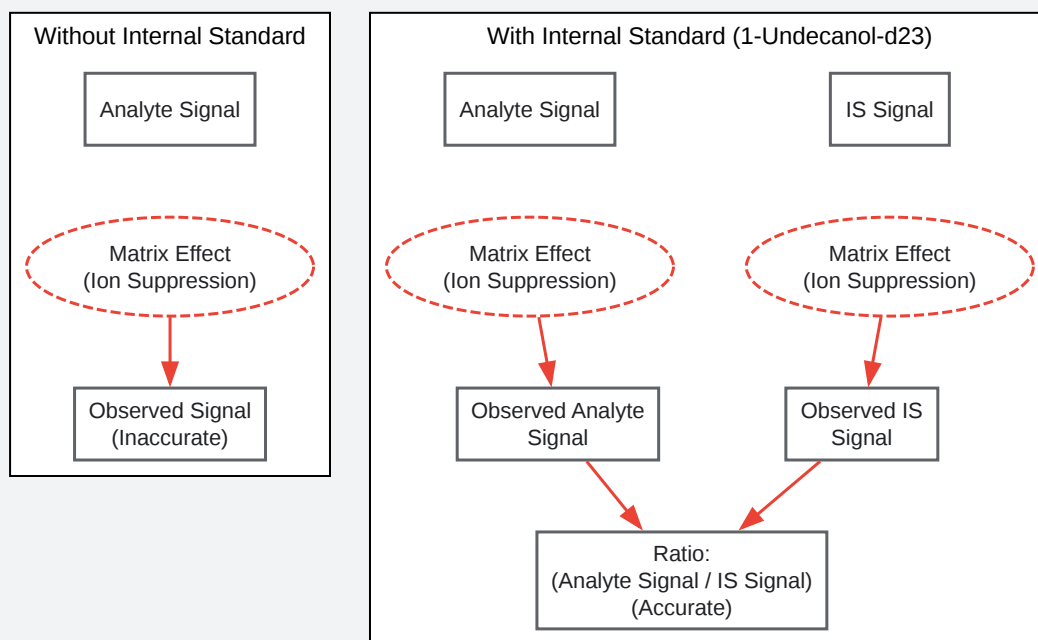 Without Internal Standard
Analyte Signal
Matrix Effect
(Ion Suppression)
Observed Signal
(Inaccurate)
With Internal Standard (1-Undecanol-d23)
Analyte Signal
IS Signal
Matrix Effect
(Ion Suppression)
Matrix Effect
(Ion Suppression)
Observed Analyte
Signal
Observed IS
Signal
Ratio:
(Analyte Signal / IS Signal)
(Accurate)